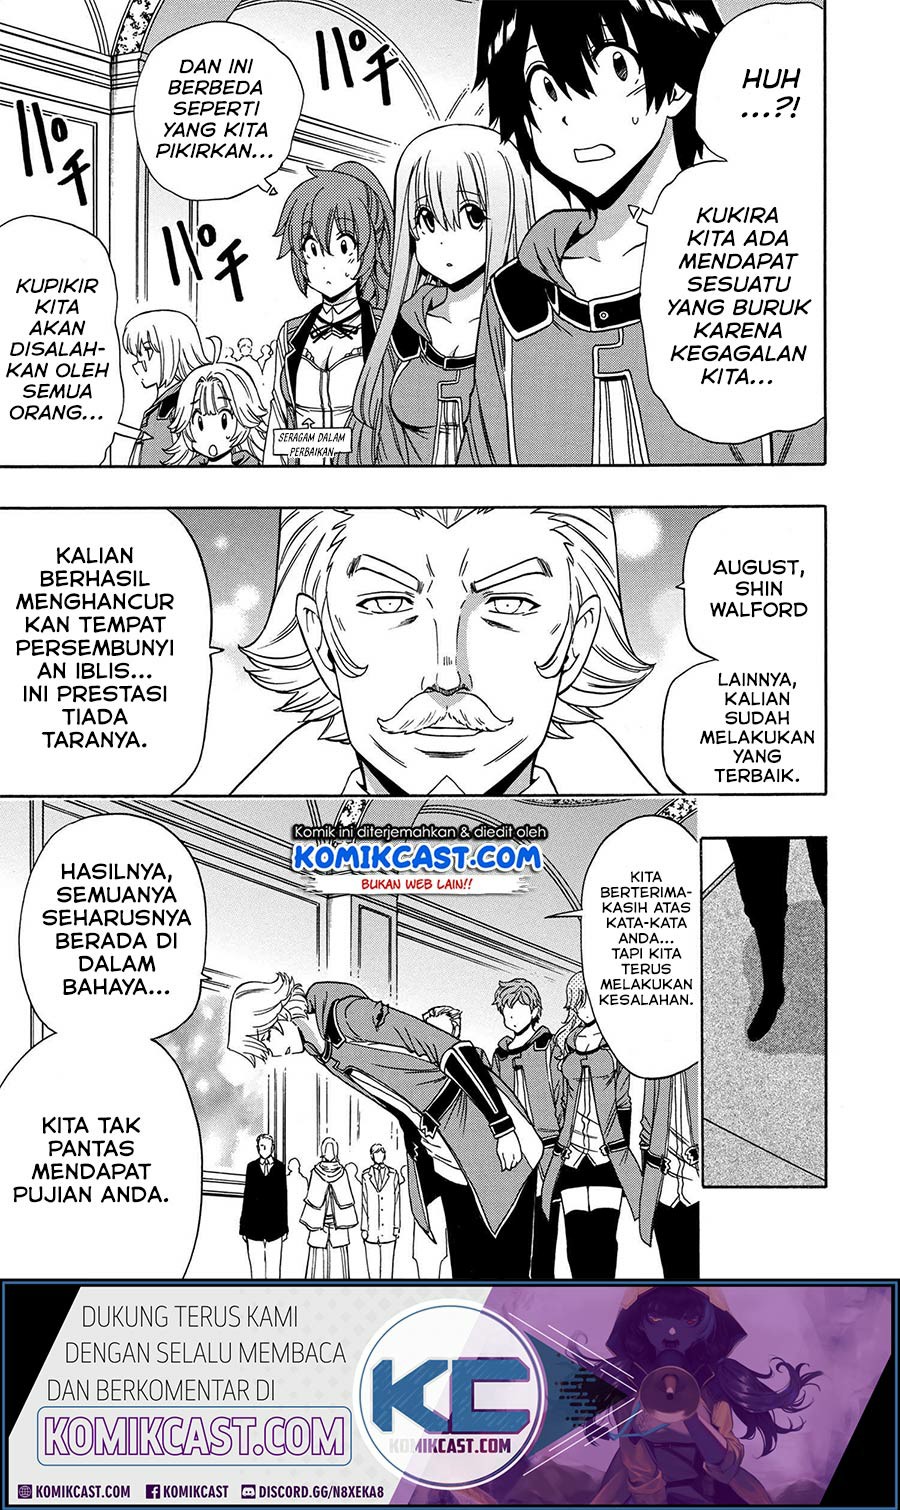 HUH
...?!
KUKIRA
KITA ADA
MENDAPAT
SESUATU
YANG BURUK
KARENA
KEGAGALAN
KITA...
パチ
パチ
パチ
パチ
DAN INI
BERBEDA
SEPERTI
YANG KITA
PIKIRKAN...
KUPIKIR
KITA
AKAN
DISALAH-
KAN OLEH
SEMUA
ORANG...
SERAGAM DALAM
PERBAIKAN
AUGUST,
SHIN
WALFORD
LAINNYA,
KALIAN
SUDAH
MELAKUKAN
YANG
TERBAIK.
KALIAN
BERHASIL
MENGHANCUR
KAN TEMPAT
PERSEMBUNYI
AN IBLIS...
INI PRESTASI
TIADA
TARANYA.
KITA
BERTERIMA-
KASIH ATAS
KATA-KATA
ANDA...
TAPI KITA
TERUS
MELAKUKAN
KESALAHAN.
Komik ini diterjemahkan & diedit oleh
KOMIKCAST.COM
BUKAN WEB LAIN!!
HASILNYA,
SEMUANYA
SEHARUSNYA
BERADA DI
DALAM
BAHAYA...
KITA TAK
PANTAS
MENDAPAT
PUJIAN ANDA.
DUKUNG TERUS KAMI
DENGAN SELALU MEMBACA
DAN BERKOMENTAR DI
KOMIKCAST.COM
KC
KOMIKCAST.COM
KOMIKCAST.COM
KOMIKCAST
DISCORD.GG/N8XEKA8